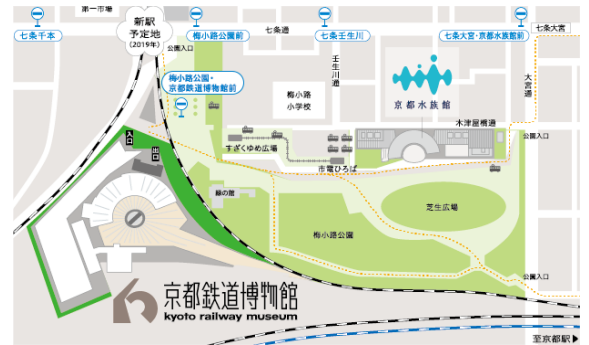 第一市場
七条千本
新駅
予定地
(2019年)
梅小路公園前
七条通
七条壬生川
七条大宮・京都水族館前
七条大宮
公園入口
梅小路公園・
京都鉄道博物館前
梅小路
小学校
壬生川通
京都水族館
大宮通
木津屋橋通
公園入口
入口
出口
すざくゆめ広場
市電ひろば
緑の館
芝生広場
梅小路公園
公園入口
京都鉄道博物館
kyoto railway museum
至京都駅▶